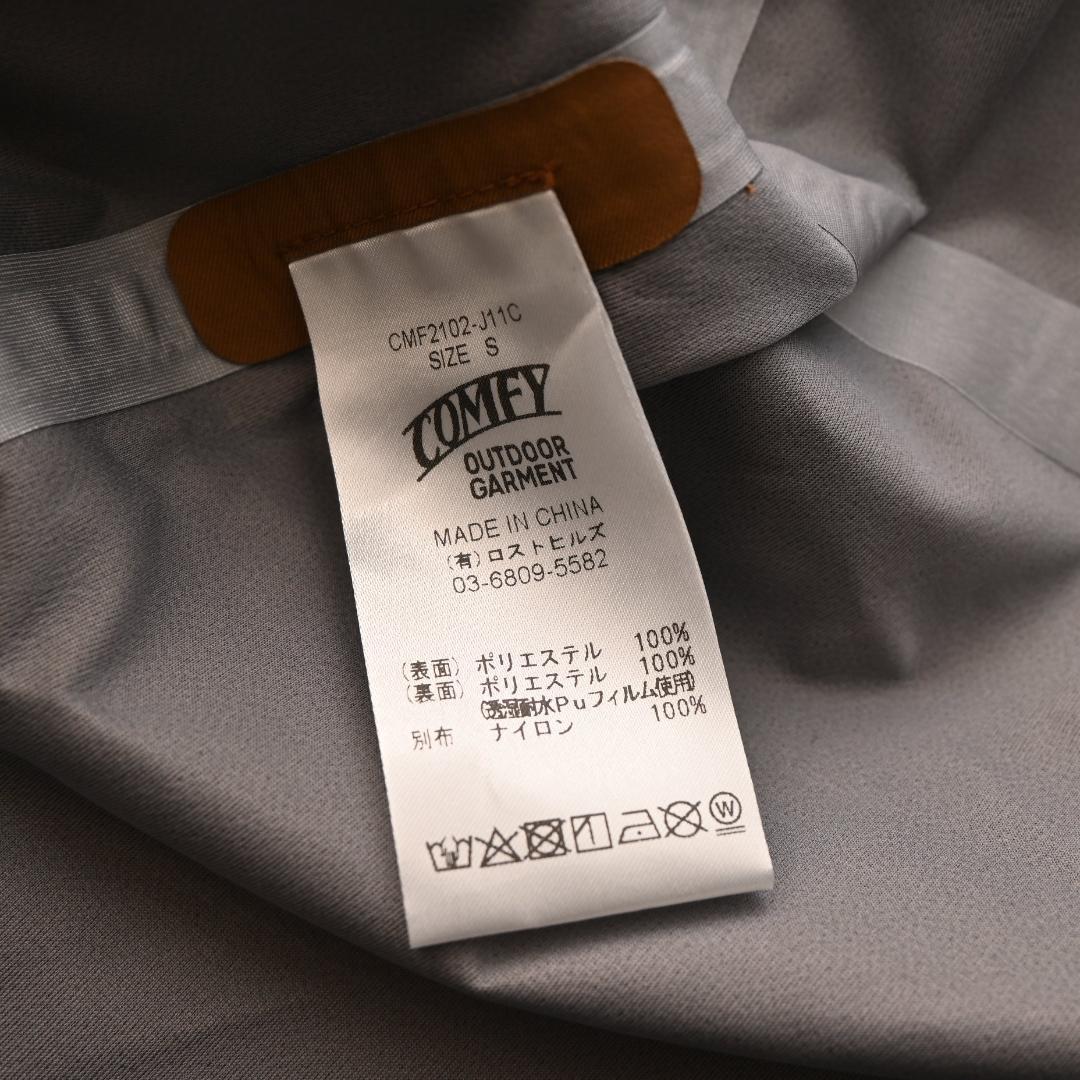 CMF2102-J11C
SIZE S
COMFY
OUTDOOR
GARMENT
MADE IN CHINA
(有)ロストヒルズ
03-6809-5582
(表面) ポリエステル 100%
(裏面) ポリエステル 100%
(透湿耐水Puフィルム使用)
別布 ナイロン 100%
W